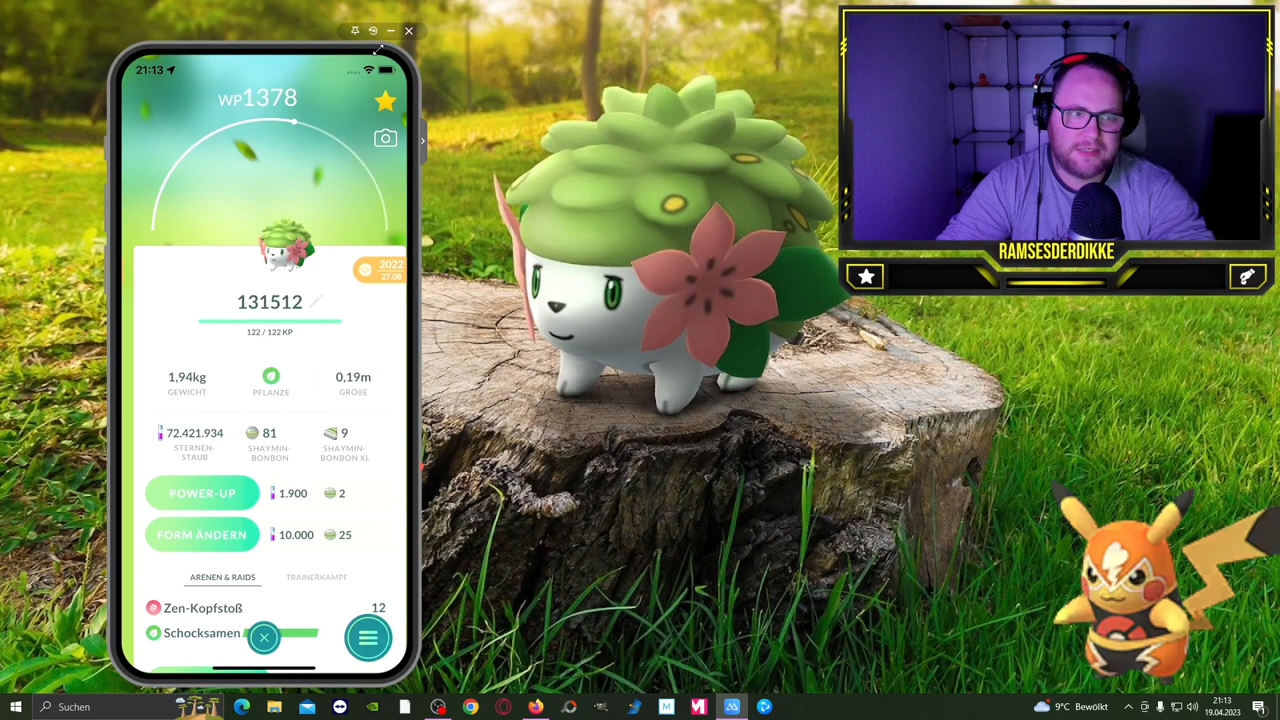 21:13
WP1378
2022
27.08
131512
122 / 122 KP
1,94kg
GEWICHT
PFLANZE
0,19m
GRÖẞE
72.421.934
STERNEN-
STAUB
81
SHAYMIN-
BONBON
9
SHAYMIN-
BONBON XL
POWER-UP
1.900
2
FORM ÄNDERN
10.000
25
ARENEN & RAIDS
TRAINERKAMPF
Zen-Kopfstoß
12
Schocksamen
RAMSESDERDIKKE
Suchen
9°C Bewölkt
21:13
19.04.2023